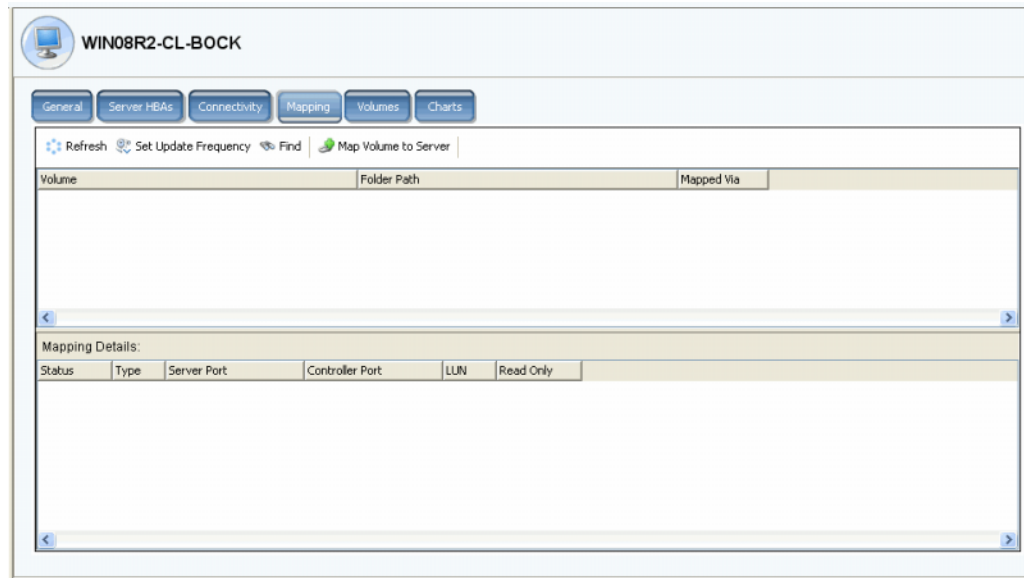 WIN08R2-CL-BOCK
General Server HBAs Connectivity Mapping Volumes Charts
Refresh Set Update Frequency Find Map Volume to Server
Volume Folder Path Mapped Via
Mapping Details:
Status Type Server Port Controller Port LUN Read Only